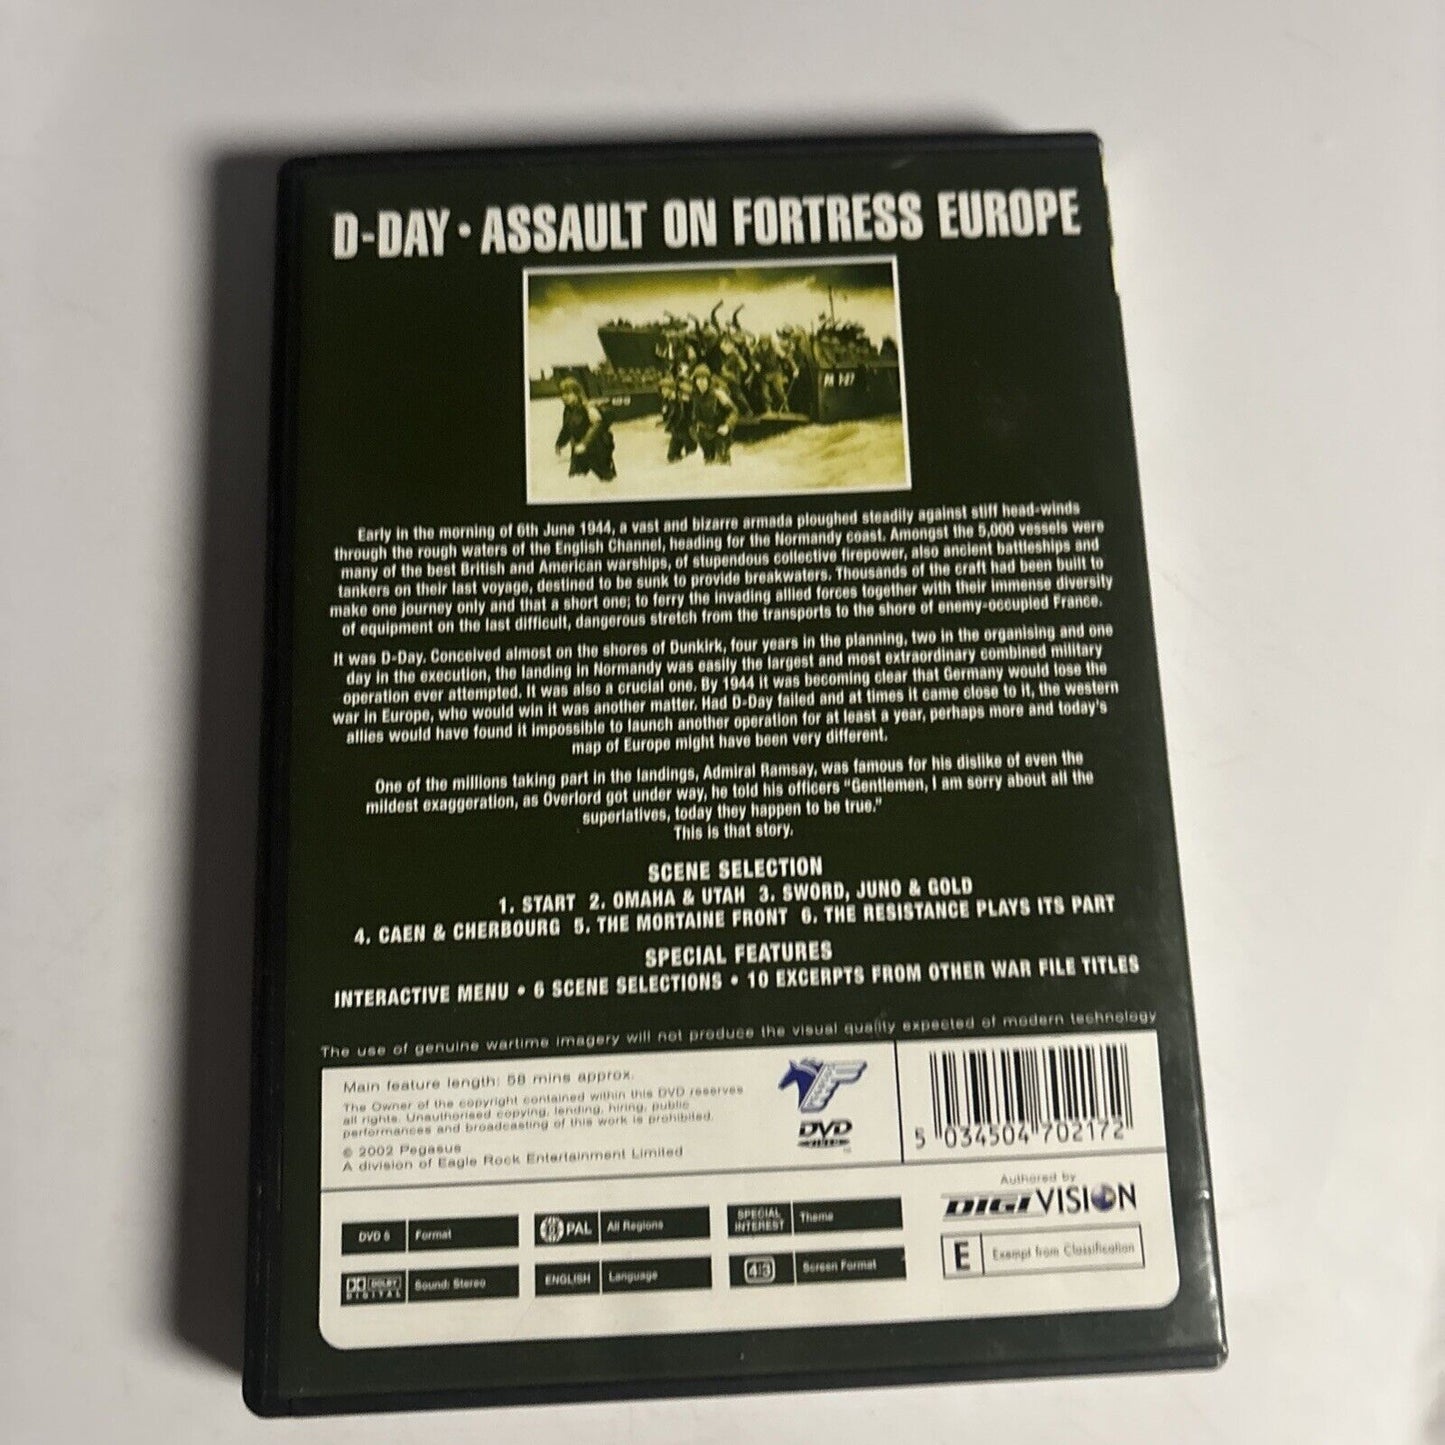 D-DAY • ASSAULT ON FORTRESS EUROPE
PA 1-27
Early in the morning of 6th June 1944, a vast and bizarre armada ploughed steadily against stiff head-winds
through the rough waters of the English Channel, heading for the Normandy coast. Amongst the 5,000 vessels were
many of the best British and American warships, of stupendous collective firepower, also ancient battleships and
tankers on their last voyage, destined to be sunk to provide breakwaters. Thousands of the craft had been built to
make one journey only and that a short one; to ferry the invading allied forces together with their immense diversity
of equipment on the last difficult, dangerous stretch from the transports to the shore of enemy-occupied France.
It was D-Day. Conceived almost on the shores of Dunkirk, four years in the planning, two in the organising and one
day in the execution, the landing in Normandy was easily the largest and most extraordinary combined military
operation ever attempted. It was also a crucial one. By 1944 it was becoming clear that Germany would lose the
war in Europe, who would win it was another matter. Had D-Day failed and at times it came close to it, the western
allies would have found it impossible to launch another operation for at least a year, perhaps more and today's
map of Europe might have been very different.
One of the millions taking part in the landings, Admiral Ramsay, was famous for his dislike of even the
mildest exaggeration, as Overlord got under way, he told his officers "Gentlemen, I am sorry about all the
superlatives, today they happen to be true."
This is that story.
SCENE SELECTION
1. START 2. OMAHA & UTAH 3. SWORD, JUNO & GOLD
4. CAEN & CHERBOURG 5. THE MORTAINE FRONT 6. THE RESISTANCE PLAYS ITS PART
SPECIAL FEATURES
INTERACTIVE MENU • 6 SCENE SELECTIONS • 10 EXCERPTS FROM OTHER WAR FILE TITLES
The use of genuine wartime imagery will not produce the visual quality expected of modern technology
Main feature length: 58 mins approx.
The Owner of the copyright contained within this DVD reserves
all rights. Unauthorised copying, lending, hiring, public
performances and broadcasting of this work is prohibited.
© 2002 Pegasus
A division of Eagle Rock Entertainment Limited
DVD
VIDEO
5 034504 702172
Authored by
DIGIVISION
E Exempt from Classification
DVD 5 Format
PAL All Regions
SPECIAL INTEREST Theme
DOLBY DIGITAL Sound: Stereo
ENGLISH Language
4:3 Screen Format